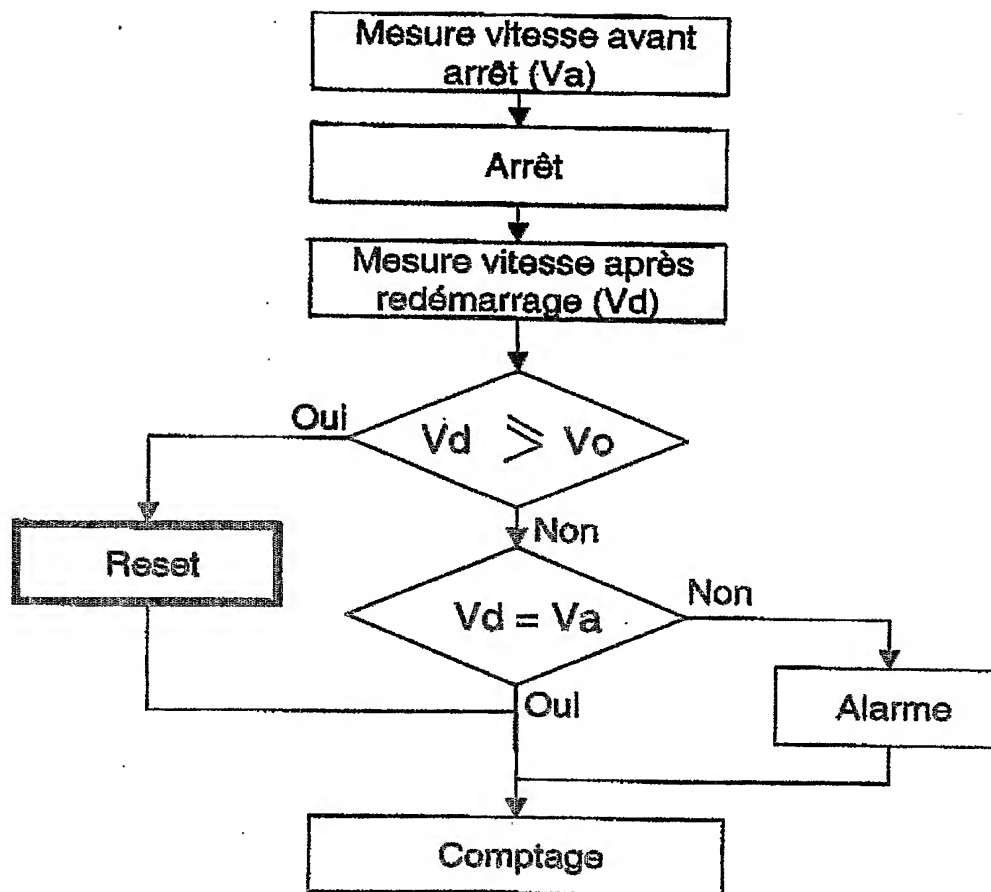 Mesure vitesse avant
arrêt (Va)
Arrêt
Mesure vitesse après
redémarrage (Vd)
Oui
Vd ⩾ Vo
Non
Reset
Vd = Va
Non
Oui
Alarme
Comptage